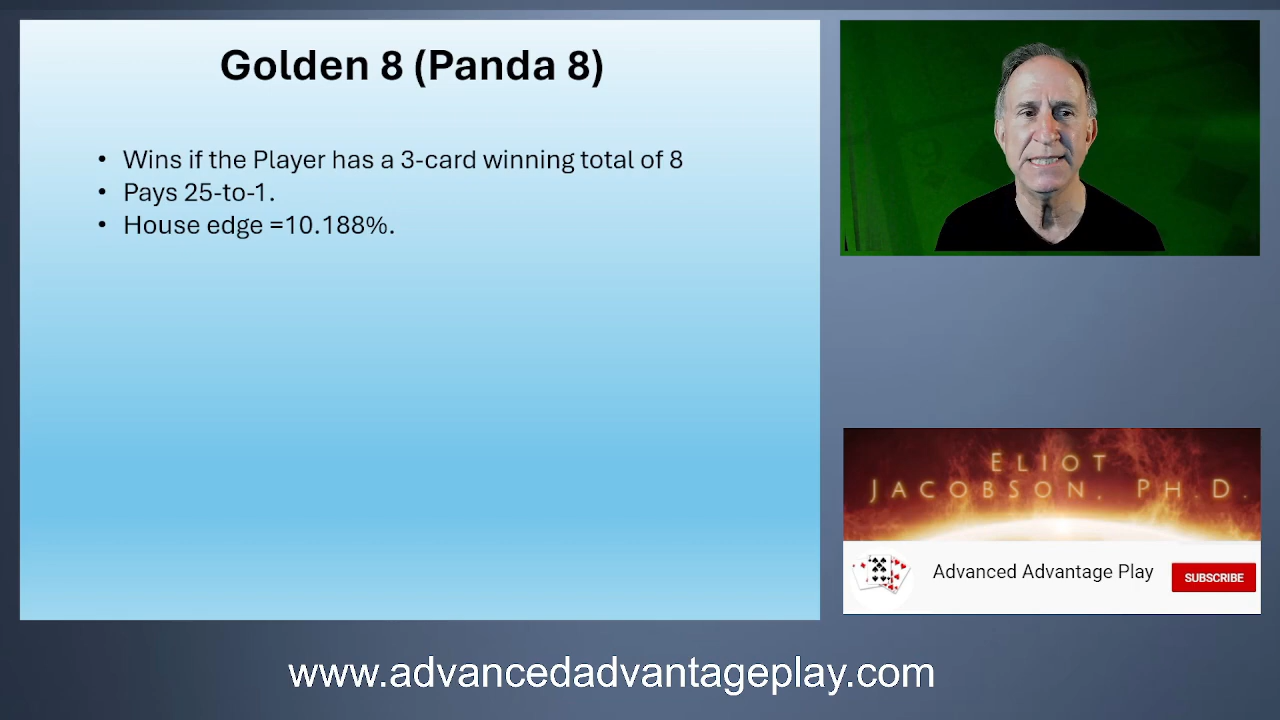 Golden 8 (Panda 8)
• Wins if the Player has a 3-card winning total of 8
• Pays 25-to-1.
• House edge =10.188%.
ELIOT
JACOBSON, PH.D.
Advanced Advantage Play
SUBSCRIBE
www.advancedadvantageplay.com